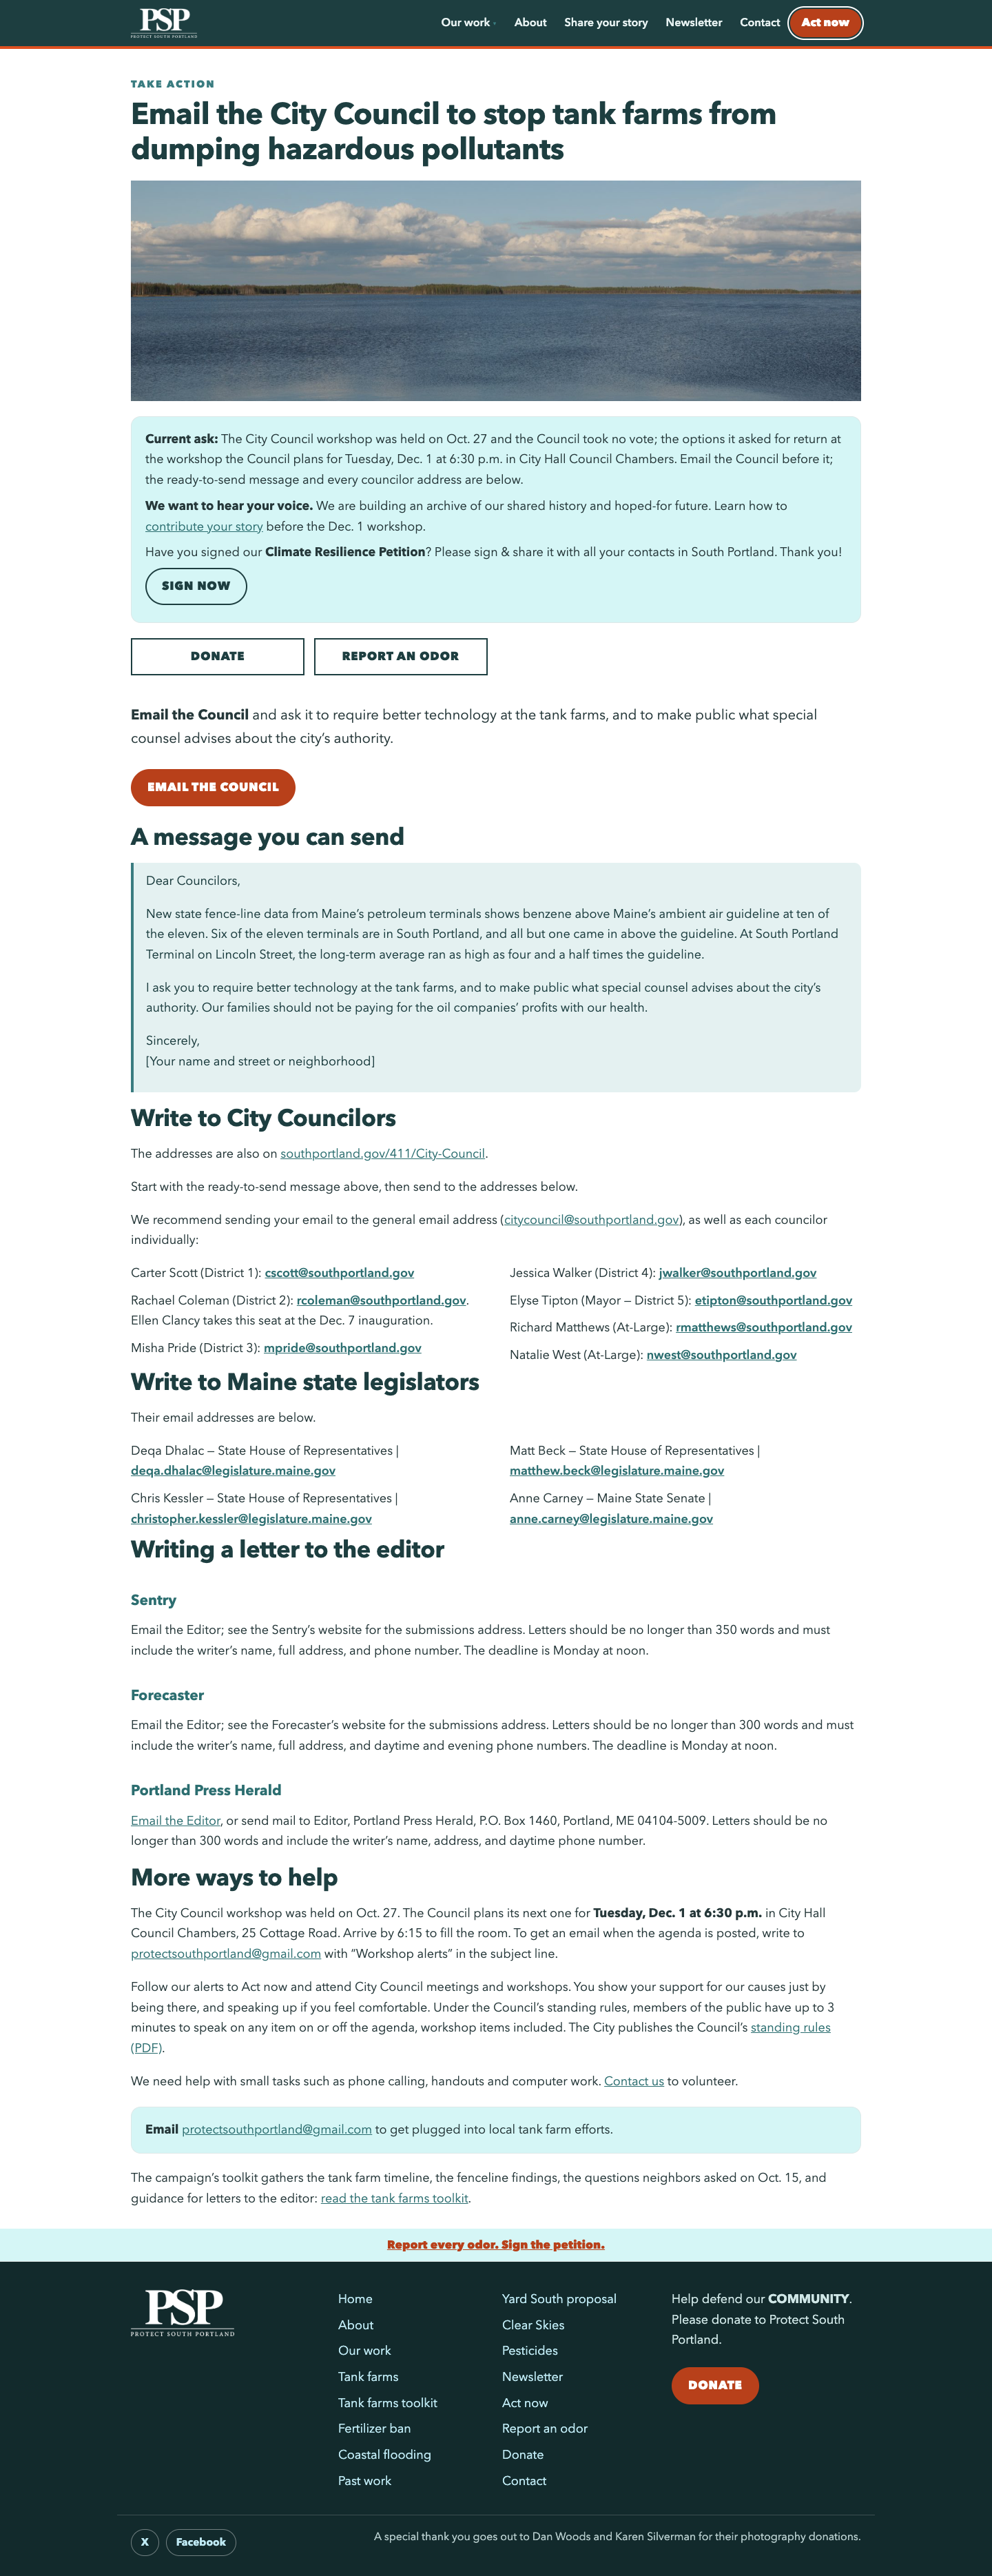 PSP
PROTECT SOUTH PORTLAND
Our work
About
Share your story
Newsletter
Contact
Act now
TAKE ACTION
Email the City Council to stop tank farms from
dumping hazardous pollutants
Current ask: The City Council workshop was held on Oct. 27 and the Council took no vote; the options it asked for return at
the workshop the Council plans for Tuesday, Dec. 1 at 6:30 p.m. in City Hall Council Chambers. Email the Council before it;
the ready-to-send message and every councilor address are below.
We want to hear your voice. We are building an archive of our shared history and hoped-for future. Learn how to
contribute your story before the Dec. 1 workshop.
Have you signed our Climate Resilience Petition? Please sign & share it with all your contacts in South Portland. Thank you!
SIGN NOW
DONATE
REPORT AN ODOR
Email the Council and ask it to require better technology at the tank farms, and to make public what special
counsel advises about the city’s authority.
EMAIL THE COUNCIL
A message you can send
Dear Councilors,
New state fence-line data from Maine’s petroleum terminals shows benzene above Maine’s ambient air guideline at ten of
the eleven. Six of the eleven terminals are in South Portland, and all but one came in above the guideline. At South Portland
Terminal on Lincoln Street, the long-term average ran as high as four and a half times the guideline.
I ask you to require better technology at the tank farms, and to make public what special counsel advises about the city’s
authority. Our families should not be paying for the oil companies’ profits with our health.
Sincerely,
[Your name and street or neighborhood]
Write to City Councilors
The addresses are also on southportland.gov/411/City-Council.
Start with the ready-to-send message above, then send to the addresses below.
We recommend sending your email to the general email address (citycouncil@southportland.gov), as well as each councilor
individually:
Carter Scott (District 1): cscott@southportland.gov
Rachael Coleman (District 2): rcoleman@southportland.gov.
Ellen Clancy takes this seat at the Dec. 7 inauguration.
Misha Pride (District 3): mpride@southportland.gov
Jessica Walker (District 4): jwalker@southportland.gov
Elyse Tipton (Mayor – District 5): etipton@southportland.gov
Richard Matthews (At-Large): rmatthews@southportland.gov
Natalie West (At-Large): nwest@southportland.gov
Write to Maine state legislators
Their email addresses are below.
Deqa Dhalac – State House of Representatives |
deqa.dhalac@legislature.maine.gov
Chris Kessler – State House of Representatives |
christopher.kessler@legislature.maine.gov
Matt Beck – State House of Representatives |
matthew.beck@legislature.maine.gov
Anne Carney – Maine State Senate |
anne.carney@legislature.maine.gov
Writing a letter to the editor
Sentry
Email the Editor; see the Sentry’s website for the submissions address. Letters should be no longer than 350 words and must
include the writer’s name, full address, and phone number. The deadline is Monday at noon.
Forecaster
Email the Editor; see the Forecaster’s website for the submissions address. Letters should be no longer than 300 words and must
include the writer’s name, full address, and daytime and evening phone numbers. The deadline is Monday at noon.
Portland Press Herald
Email the Editor, or send mail to Editor, Portland Press Herald, P.O. Box 1460, Portland, ME 04104-5009. Letters should be no
longer than 300 words and include the writer’s name, address, and daytime phone number.
More ways to help
The City Council workshop was held on Oct. 27. The Council plans its next one for Tuesday, Dec. 1 at 6:30 p.m. in City Hall
Council Chambers, 25 Cottage Road. Arrive by 6:15 to fill the room. To get an email when the agenda is posted, write to
protectsouthportland@gmail.com with “Workshop alerts” in the subject line.
Follow our alerts to Act now and attend City Council meetings and workshops. You show your support for our causes just by
being there, and speaking up if you feel comfortable. Under the Council’s standing rules, members of the public have up to 3
minutes to speak on any item on or off the agenda, workshop items included. The City publishes the Council’s standing rules
(PDF).
We need help with small tasks such as phone calling, handouts and computer work. Contact us to volunteer.
Email protectsouthportland@gmail.com to get plugged into local tank farm efforts.
The campaign’s toolkit gathers the tank farm timeline, the fenceline findings, the questions neighbors asked on Oct. 15, and
guidance for letters to the editor: read the tank farms toolkit.
Report every odor. Sign the petition.
PSP
PROTECT SOUTH PORTLAND
Home
About
Our work
Tank farms
Tank farms toolkit
Fertilizer ban
Coastal flooding
Past work
Yard South proposal
Clear Skies
Pesticides
Newsletter
Act now
Report an odor
Donate
Contact
Help defend our COMMUNITY.
Please donate to Protect South
Portland.
DONATE
X
Facebook
A special thank you goes out to Dan Woods and Karen Silverman for their photography donations.